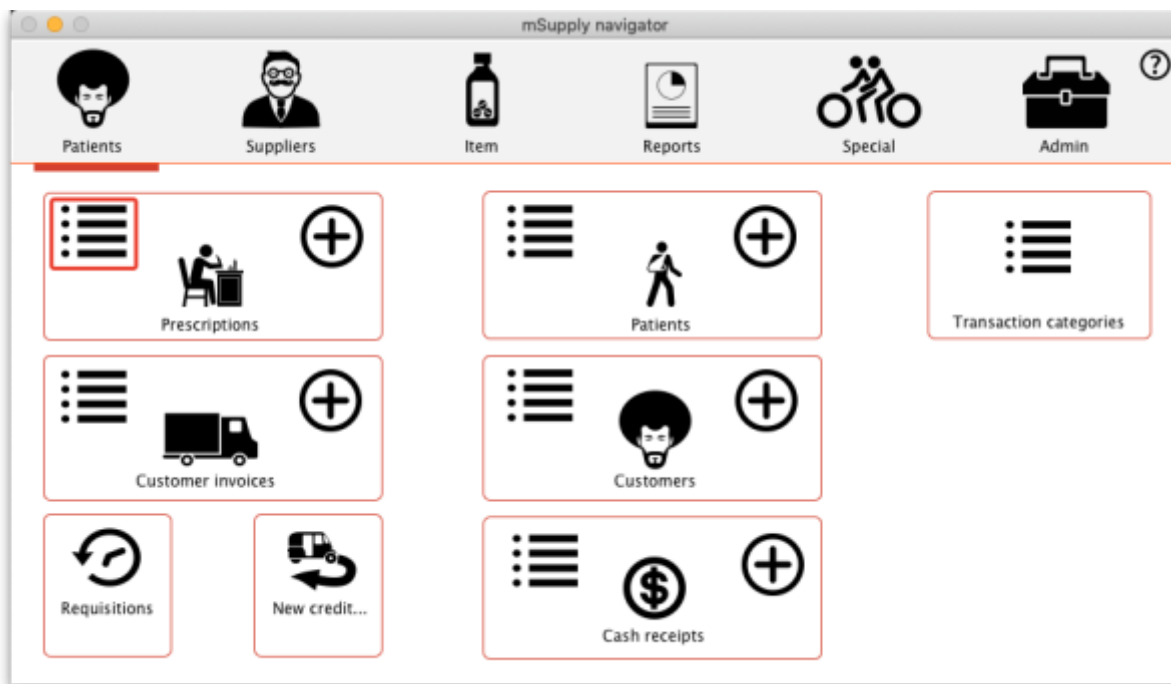 mSupply navigator
Patients
Suppliers
Item
Reports
Special
Admin
?
Prescriptions
Patients
Transaction categories
Customer invoices
Customers
Requisitions
New credit...
$
Cash receipts